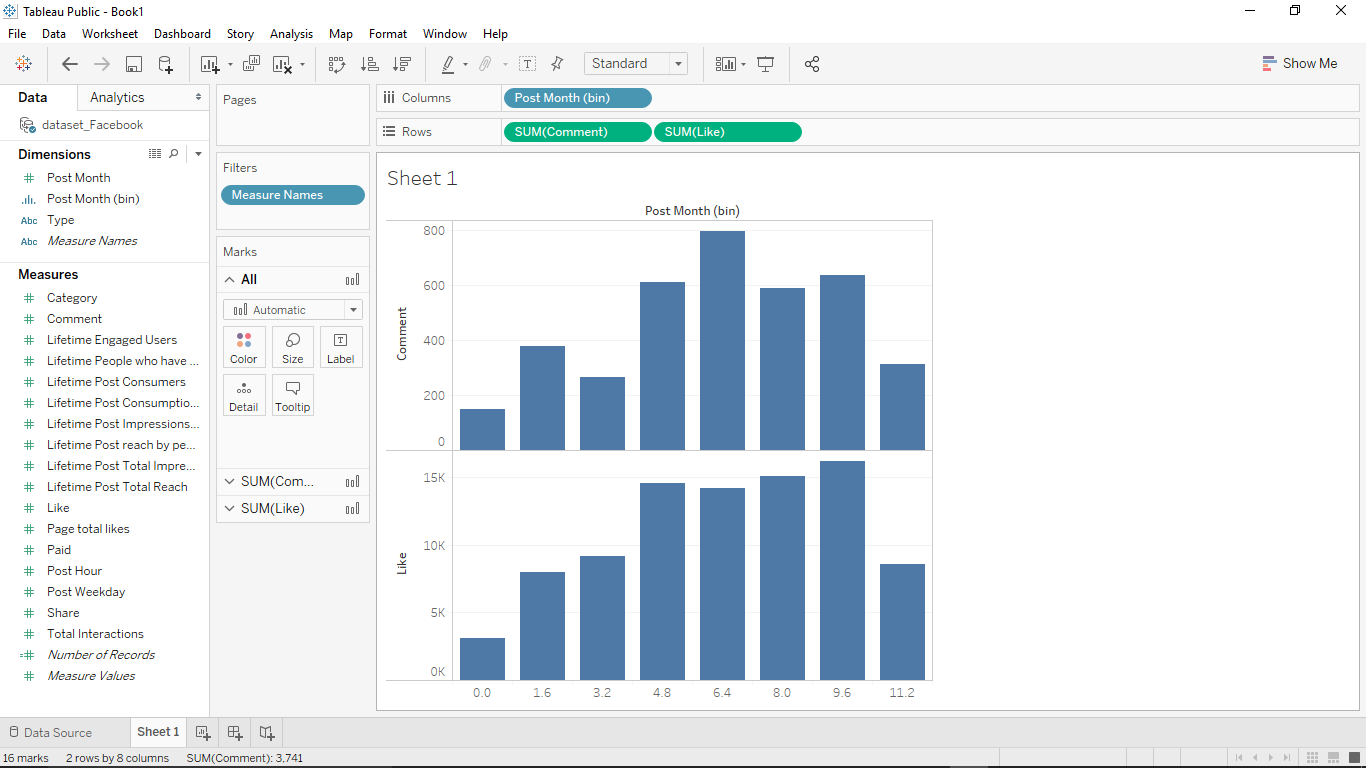 Tableau Public - Book1
File Data Worksheet Dashboard Story Analysis Map Format Window Help
Standard
Show Me
Data Analytics
dataset_Facebook
Dimensions
Post Month
Post Month (bin)
Abc Type
Abc Measure Names
Measures
Category
Comment
Lifetime Engaged Users
Lifetime People who have ...
Lifetime Post Consumers
Lifetime Post Consumptio...
Lifetime Post Impressions...
Lifetime Post reach by pe...
Lifetime Post Total Impre...
Lifetime Post Total Reach
Like
Page total likes
Paid
Post Hour
Post Weekday
Share
Total Interactions
Number of Records
Measure Values
Pages
Filters
Measure Names
Marks
All
Automatic
Color Size Label
Detail Tooltip
SUM(Com...
SUM(Like)
Columns Post Month (bin)
Rows SUM(Comment) SUM(Like)
Sheet 1
Post Month (bin)
800
600
400
200
0
Comment
15K
10K
5K
0K
Like
0.0 1.6 3.2 4.8 6.4 8.0 9.6 11.2
Data Source Sheet 1
16 marks 2 rows by 8 columns SUM(Comment): 3,741